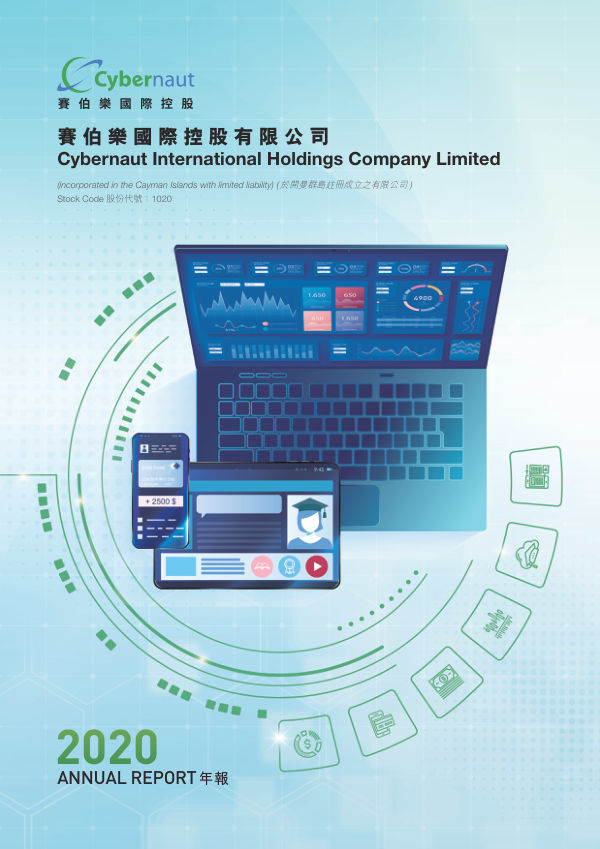 Cybernaut
賽伯樂國際控股
賽伯樂國際控股有限公司
Cybernaut International Holdings Company Limited
(incorporated in the Cayman Islands with limited liability) (於開曼群島註冊成立之有限公司)
Stock Code 股份代號：1020
1.650
650
4900
650
1.650
9:41
+ 2500 $
2020
ANNUAL REPORT 年報